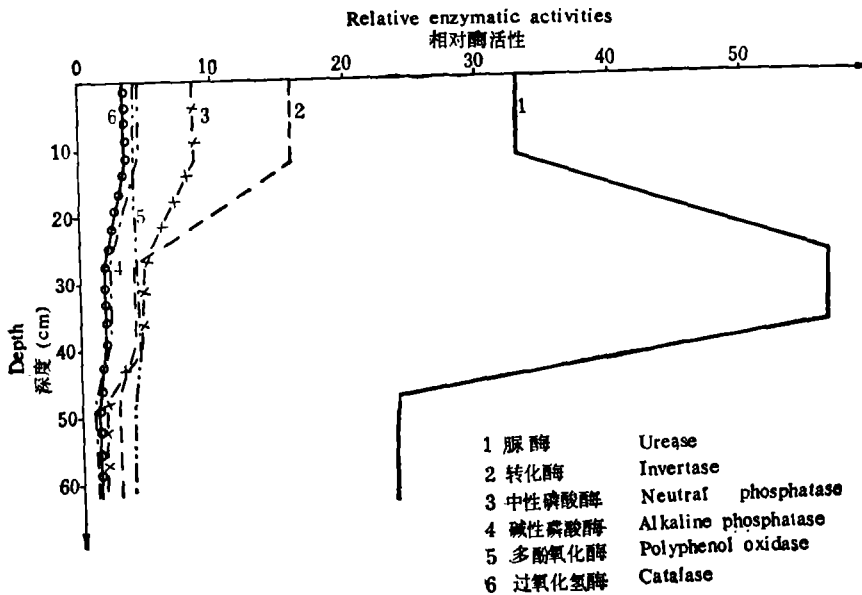 Relative enzymatic activities
相对酶活性
0 10 20 30 40 50
10
20
30
40
50
60
Depth
深度 (cm)
6
3
2
1
5
4
1 脲酶 Urease
2 转化酶 Invertase
3 中性磷酸酶 Neutral phosphatase
4 碱性磷酸酶 Alkaline phosphatase
5 多酚氧化酶 Polyphenol oxidase
6 过氧化氢酶 Catalase